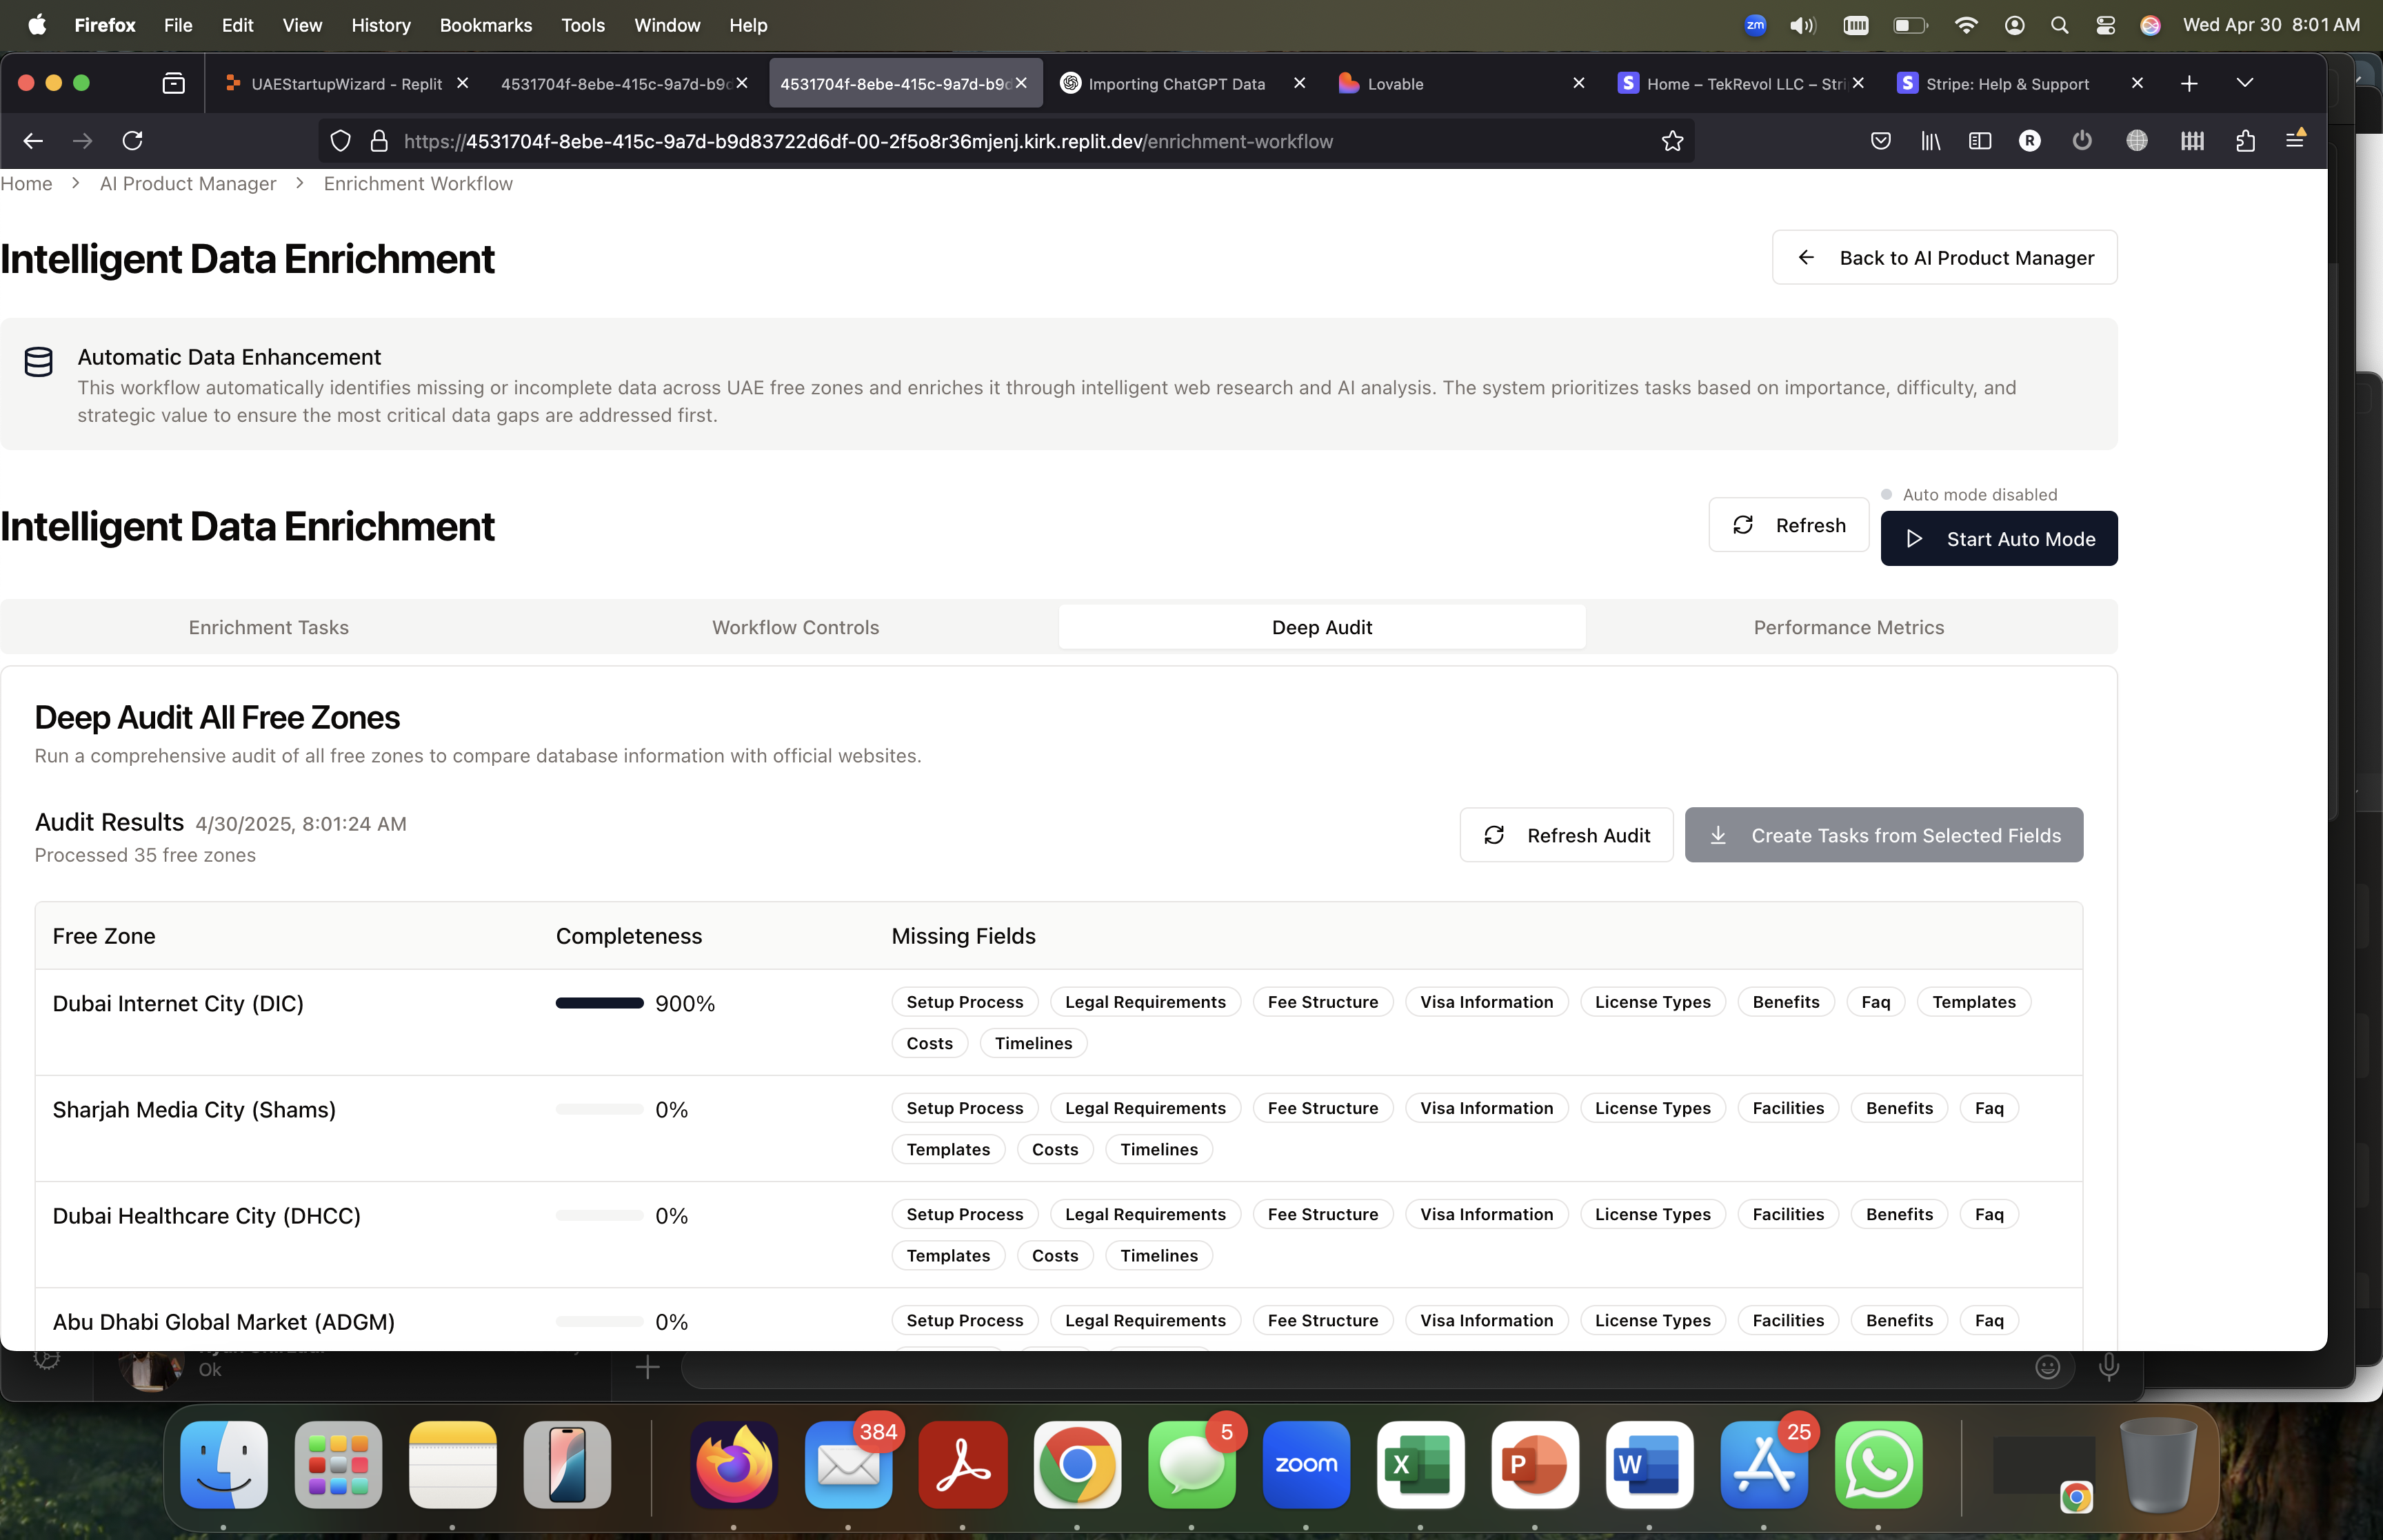 Firefox File Edit View History Bookmarks Tools Window Help
zm
Wed Apr 30 8:01 AM
UAEStartupWizard - Replit
4531704f-8ebe-415c-9a7d-b9d
4531704f-8ebe-415c-9a7d-b9d
Importing ChatGPT Data
Lovable
S Home – TekRevol LLC – Stri
S Stripe: Help & Support
https://4531704f-8ebe-415c-9a7d-b9d83722d6df-00-2f5o8r36mjenj.kirk.replit.dev/enrichment-workflow
R
Home > AI Product Manager > Enrichment Workflow
Intelligent Data Enrichment
Back to AI Product Manager
Automatic Data Enhancement
This workflow automatically identifies missing or incomplete data across UAE free zones and enriches it through intelligent web research and AI analysis. The system prioritizes tasks based on importance, difficulty, and
strategic value to ensure the most critical data gaps are addressed first.
Intelligent Data Enrichment
Refresh
Auto mode disabled
Start Auto Mode
Enrichment Tasks
Workflow Controls
Deep Audit
Performance Metrics
Deep Audit All Free Zones
Run a comprehensive audit of all free zones to compare database information with official websites.
Audit Results 4/30/2025, 8:01:24 AM
Processed 35 free zones
Refresh Audit
Create Tasks from Selected Fields
Free Zone Completeness Missing Fields
Dubai Internet City (DIC) 900% Setup Process Legal Requirements Fee Structure Visa Information License Types Benefits Faq Templates
Costs Timelines
Sharjah Media City (Shams) 0% Setup Process Legal Requirements Fee Structure Visa Information License Types Facilities Benefits Faq
Templates Costs Timelines
Dubai Healthcare City (DHCC) 0% Setup Process Legal Requirements Fee Structure Visa Information License Types Facilities Benefits Faq
Templates Costs Timelines
Abu Dhabi Global Market (ADGM) 0% Setup Process Legal Requirements Fee Structure Visa Information License Types Facilities Benefits Faq
Ok
384
5
zoom
X
P
W
25